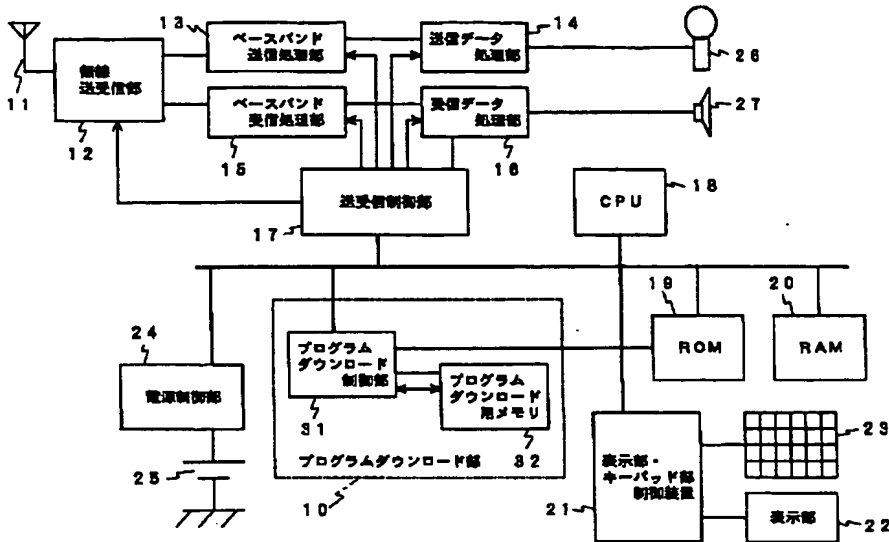 13
ベースバンド
送信処理部
14
送信データ
処理部
26
11
無線
送受信部
12
ベースバンド
受信処理部
15
受信データ
処理部
16
27
送受信制御部
17
CPU
18
19
ROM
20
RAM
24
電源制御部
25
プログラム
ダウンロード
制御部
31
プログラム
ダウンロード
用メモリ
32
プログラムダウンロード部
10
表示部・
キーパッド部
制御装置
21
23
表示部
22